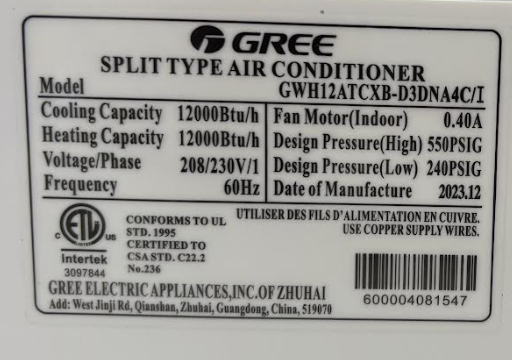 GREE
SPLIT TYPE AIR CONDITIONER
Model GWH12ATCXB-D3DNA4C/I
Cooling Capacity 12000Btu/h
Heating Capacity 12000Btu/h
Voltage/Phase 208/230V/1
Frequency 60Hz
Fan Motor(Indoor) 0.40A
Design Pressure(High) 550PSIG
Design Pressure(Low) 240PSIG
Date of Manufacture 2023.12
ETL
C US
Intertek
3097844
CONFORMS TO UL
STD. 1995
CERTIFIED TO
CSA STD. C22.2
No.236
UTILISER DES FILS D'ALIMENTATION EN CUIVRE.
USE COPPER SUPPLY WIRES.
600004081547
GREE ELECTRIC APPLIANCES,INC.OF ZHUHAI
Add: West Jinji Rd, Qianshan, Zhuhai, Guangdong, China, 519070